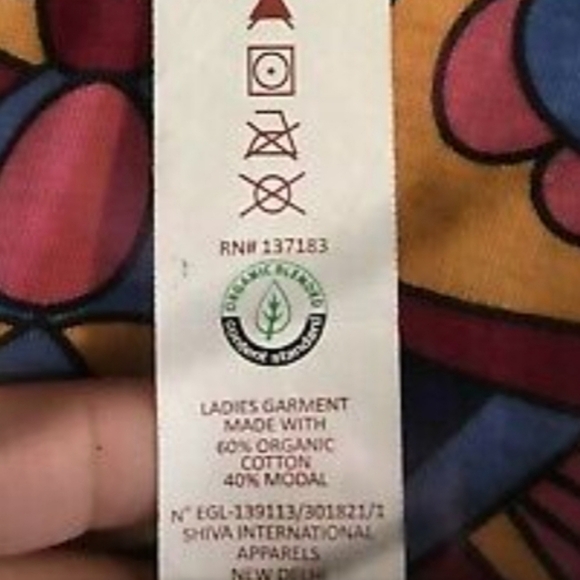 RN# 137183
ORGANIC BLENDED
content standard
LADIES GARMENT
MADE WITH
60% ORGANIC
COTTON
40% MODAL
N° EGL-139113/301821/1
SHIVA INTERNATIONAL
APPARELS
NEW DELHI